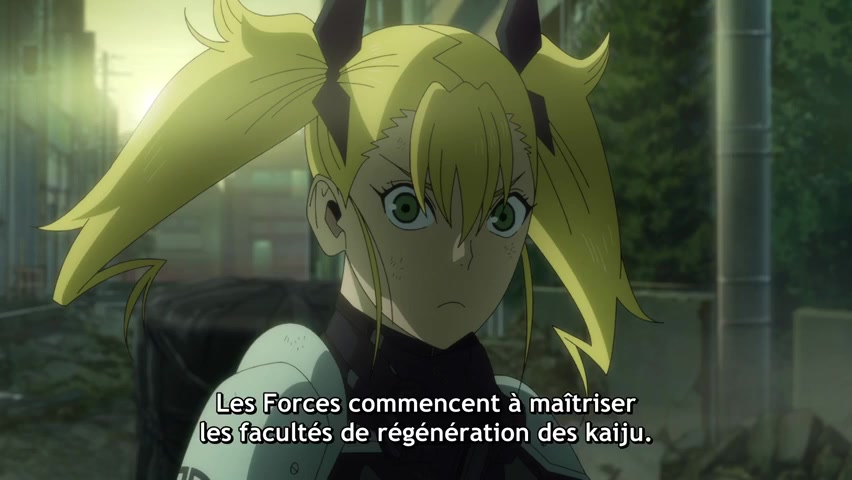 Les Forces commencent à maîtriser
les facultés de régénération des kaiju.